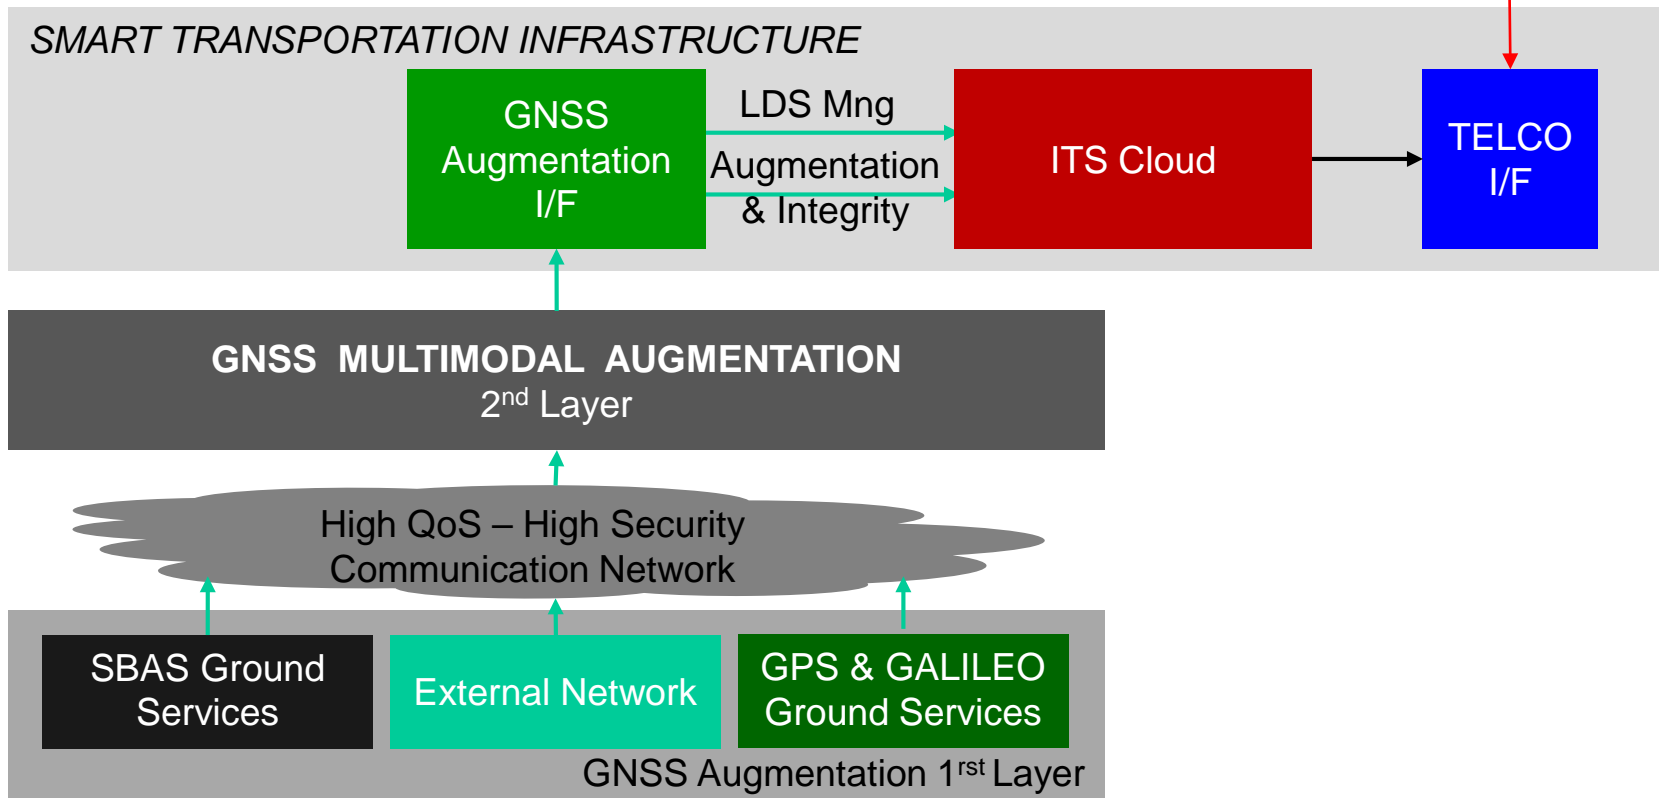 SMART TRANSPORTATION INFRASTRUCTURE
GNSS
Augmentation
I/F
LDS Mng
Augmentation
& Integrity
ITS Cloud
TELCO
I/F
GNSS MULTIMODAL AUGMENTATION
2nd Layer
High QoS – High Security
Communication Network
SBAS Ground
Services
External Network
GPS & GALILEO
Ground Services
GNSS Augmentation 1rst Layer